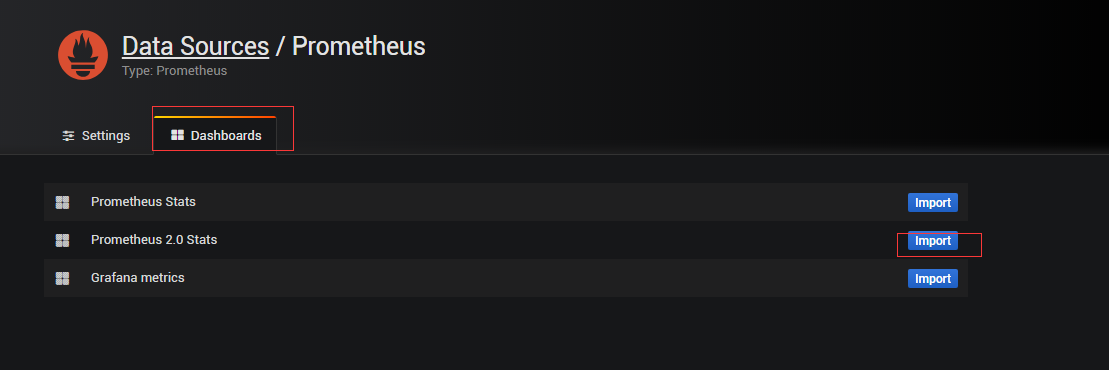 Data Sources / Prometheus
Type: Prometheus
Settings Dashboards
Prometheus Stats Import
Prometheus 2.0 Stats Import
Grafana metrics Import